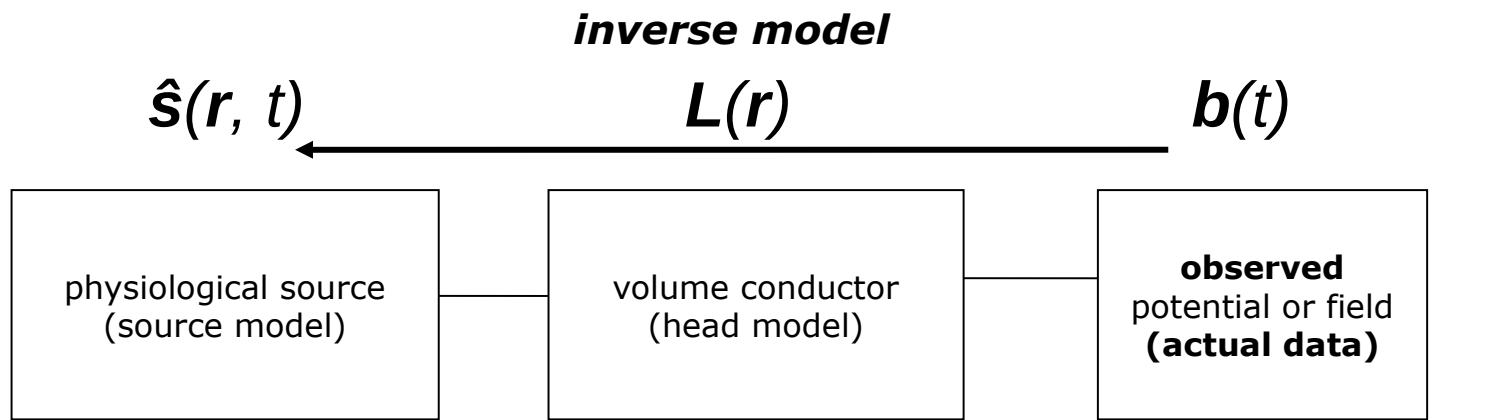 inverse model
ŝ(r, t) L(r) b(t)
physiological source
(source model)
volume conductor
(head model)
observed
potential or field
(actual data)